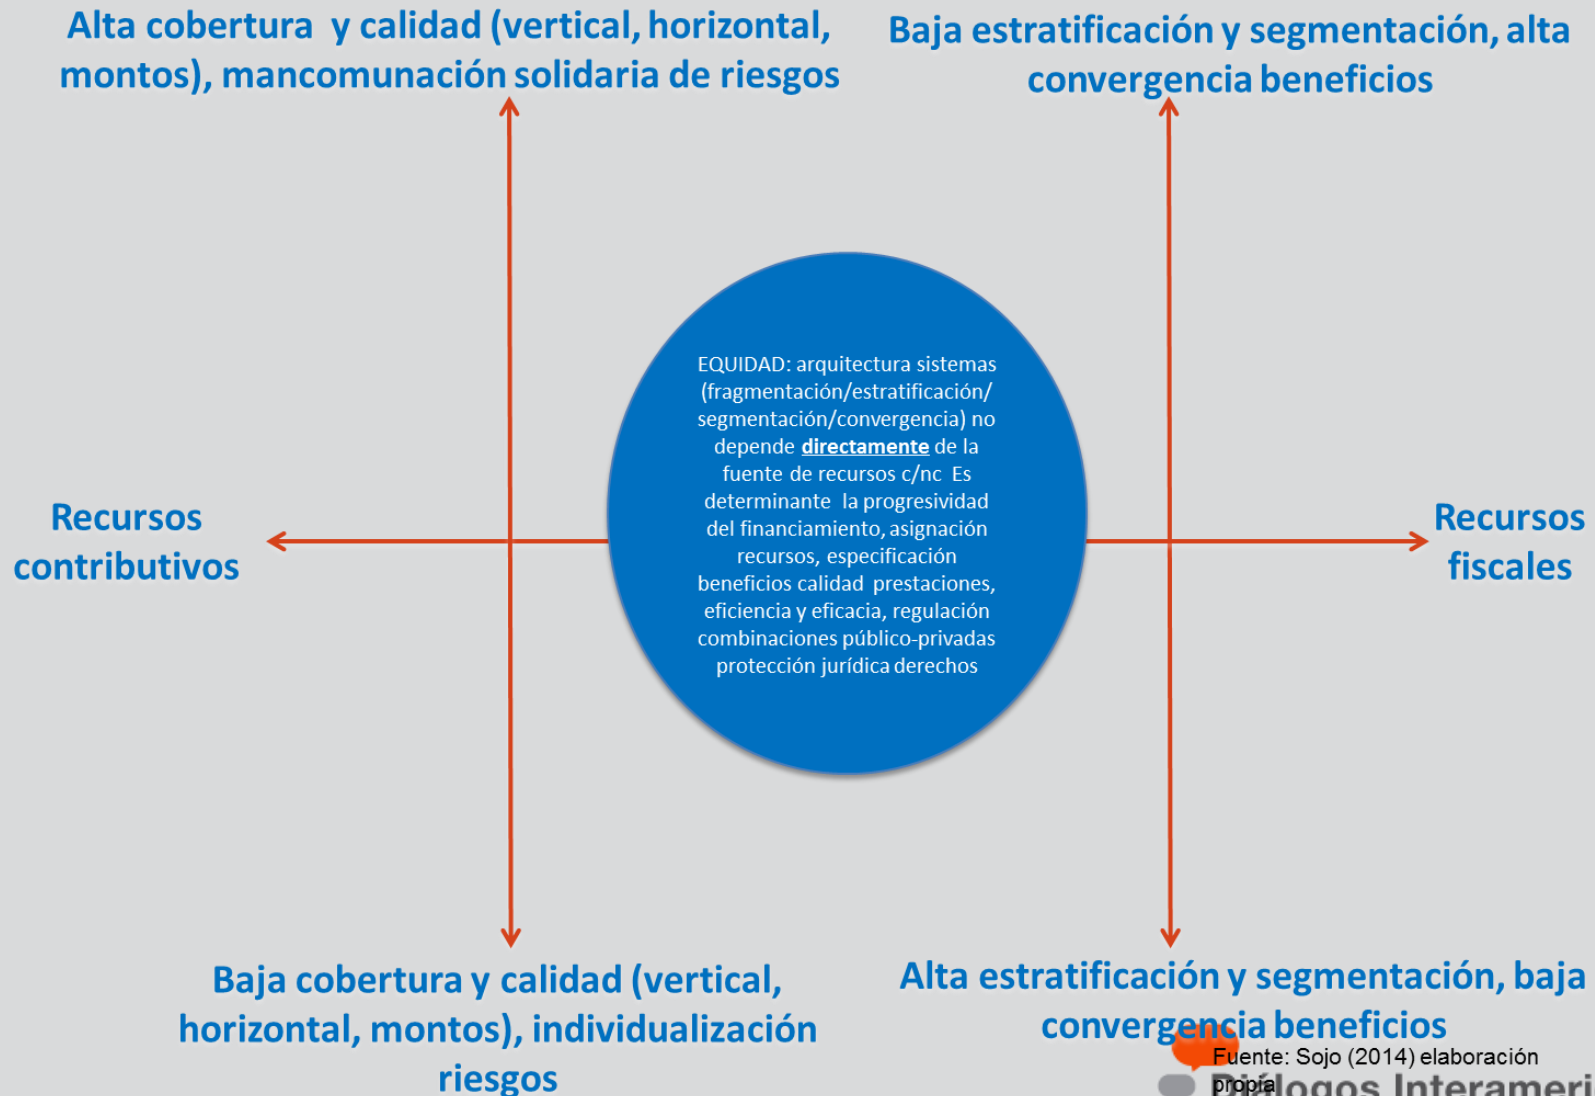 Alta cobertura y calidad (vertical, horizontal,
montos), mancomunación solidaria de riesgos
Baja estratificación y segmentación, alta
convergencia beneficios
EQUIDAD: arquitectura sistemas
(fragmentación/estratificación/
segmentación/convergencia) no
depende directamente de la
fuente de recursos c/nc Es
determinante la progresividad
del financiamiento, asignación
recursos, especificación
beneficios calidad prestaciones,
eficiencia y eficacia, regulación
combinaciones público-privadas
protección jurídica derechos
Recursos
contributivos
Recursos
fiscales
Baja cobertura y calidad (vertical,
horizontal, montos), individualización
riesgos
Alta estratificación y segmentación, baja
convergencia beneficios
Fuente: Sojo (2014) elaboración
propia
Diálogos Interameri